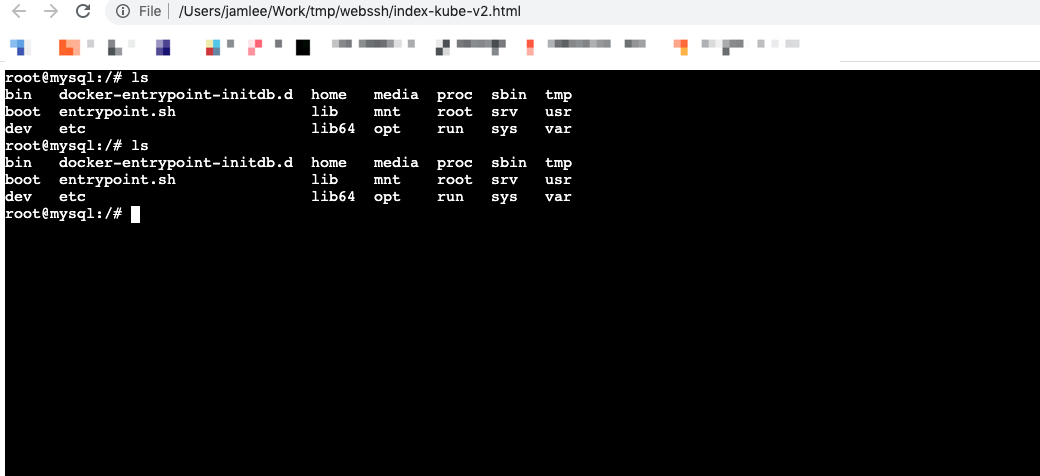 File /Users/jamlee/Work/tmp/webssh/index-kube-v2.html
root@mysql:/# ls
bin docker-entrypoint-initdb.d home media proc sbin tmp
boot entrypoint.sh lib mnt root srv usr
dev etc lib64 opt run sys var
root@mysql:/# ls
bin docker-entrypoint-initdb.d home media proc sbin tmp
boot entrypoint.sh lib mnt root srv usr
dev etc lib64 opt run sys var
root@mysql:/#